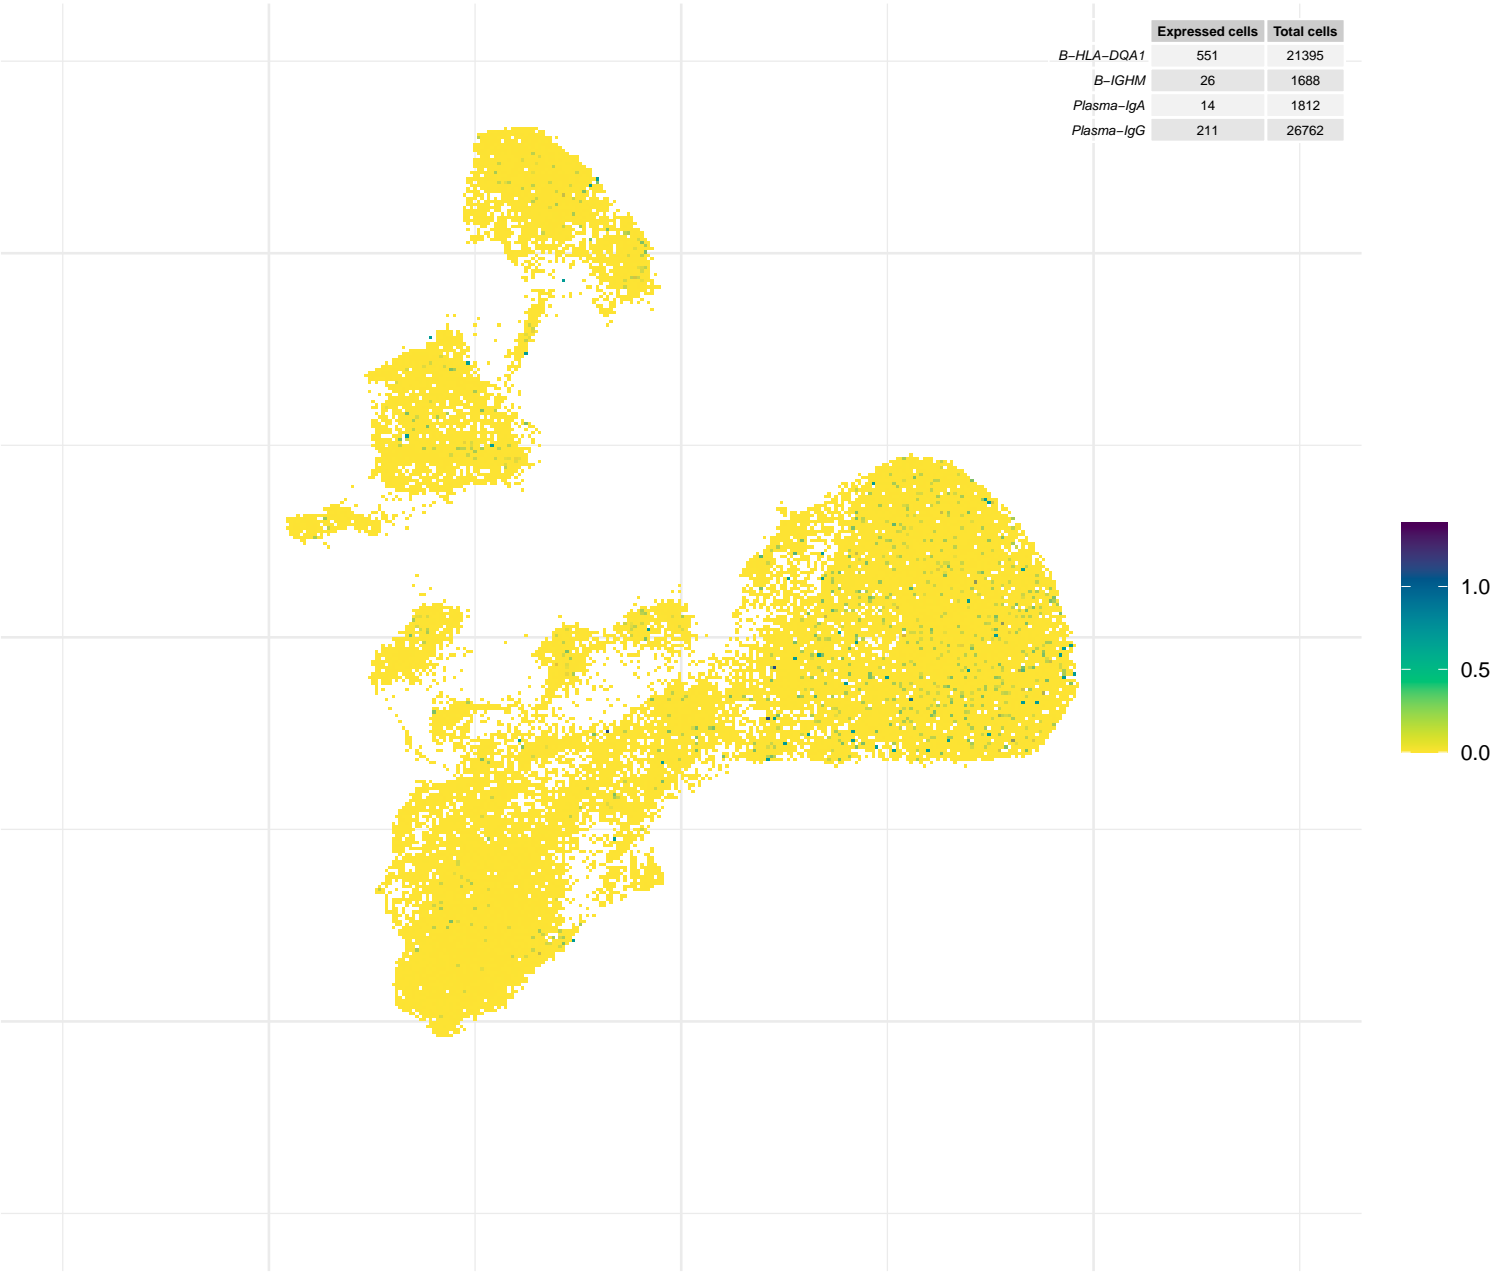 Expressed cells Total cells
B−HLA−DQA1 551 21395
B−IGHM 26 1688
Plasma−IgA 14 1812
Plasma−IgG 211 26762
1.0
0.5
0.0